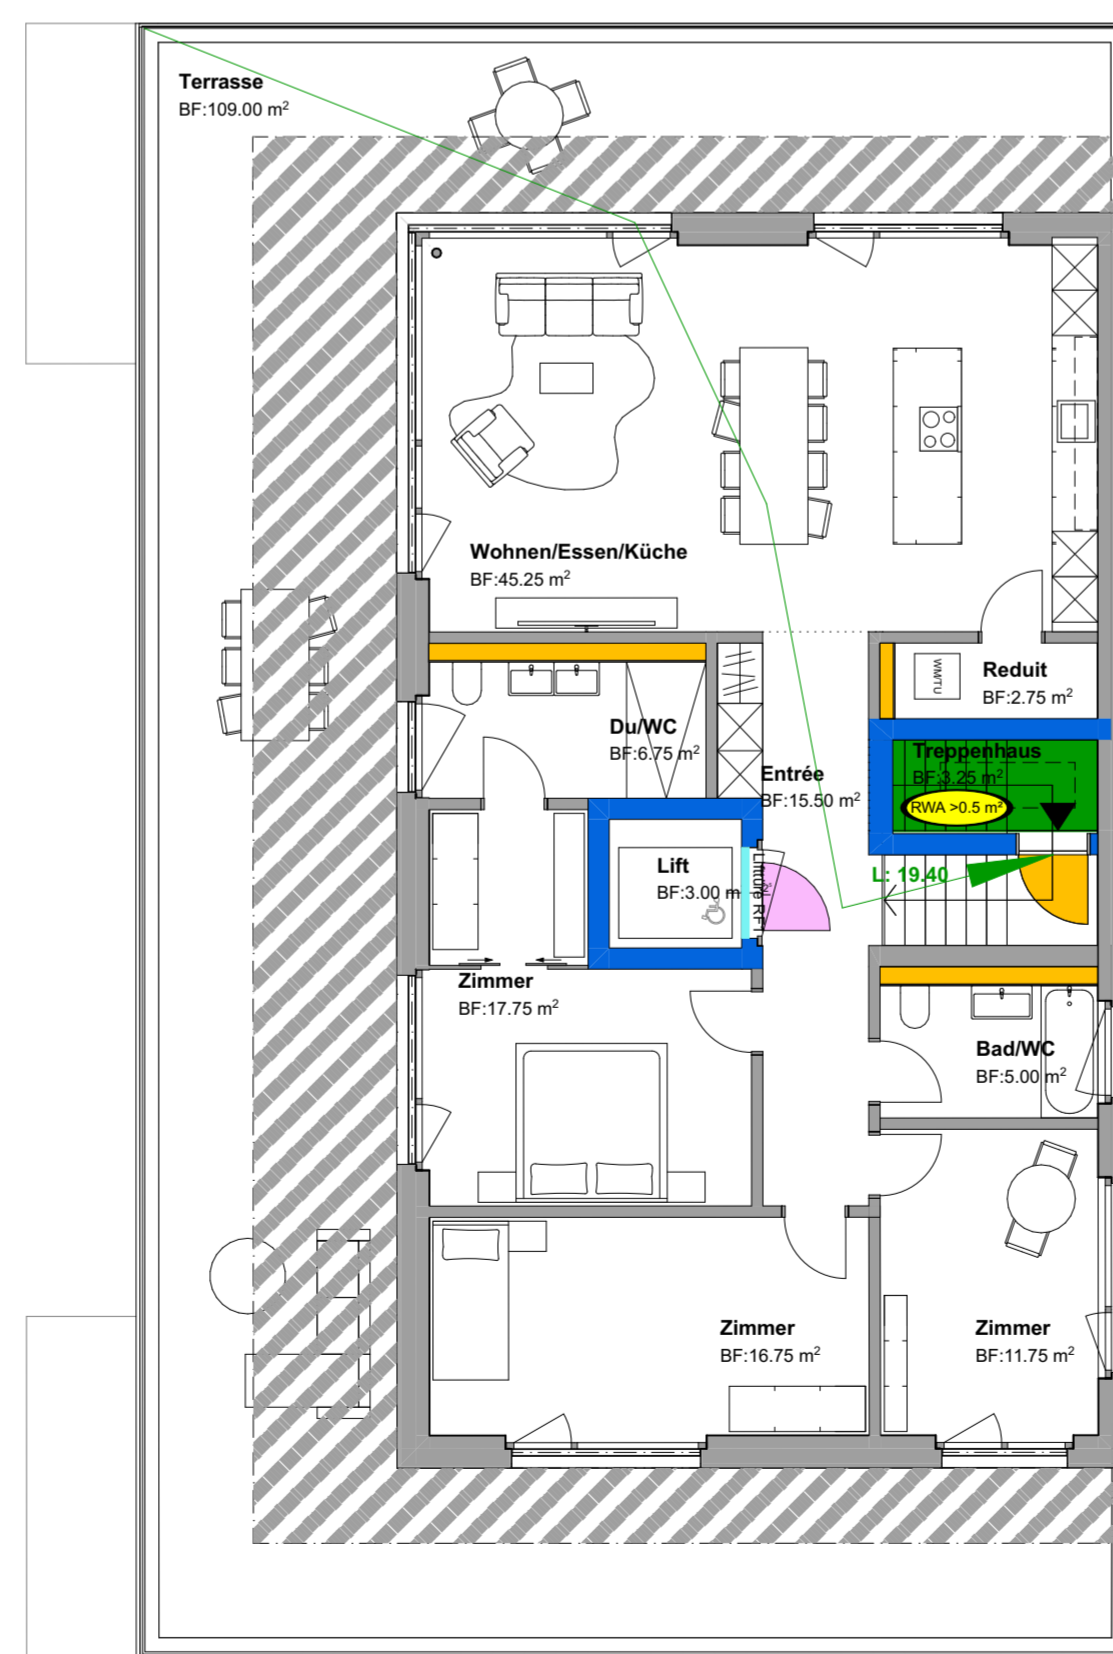 Terrasse
BF:109.00 m²
Wohnen/Essen/Küche
BF:45.25 m²
WM/TU
Reduit
BF:2.75 m²
Du/WC
BF:6.75 m²
Treppenhaus
BF:3.25 m²
RWA >0.5 m²
Entrée
BF:15.50 m²
Lift
BF:3.00 m²
Lifttüre RF1
L: 19.40
Zimmer
BF:17.75 m²
Bad/WC
BF:5.00 m²
Zimmer
BF:16.75 m²
Zimmer
BF:11.75 m²